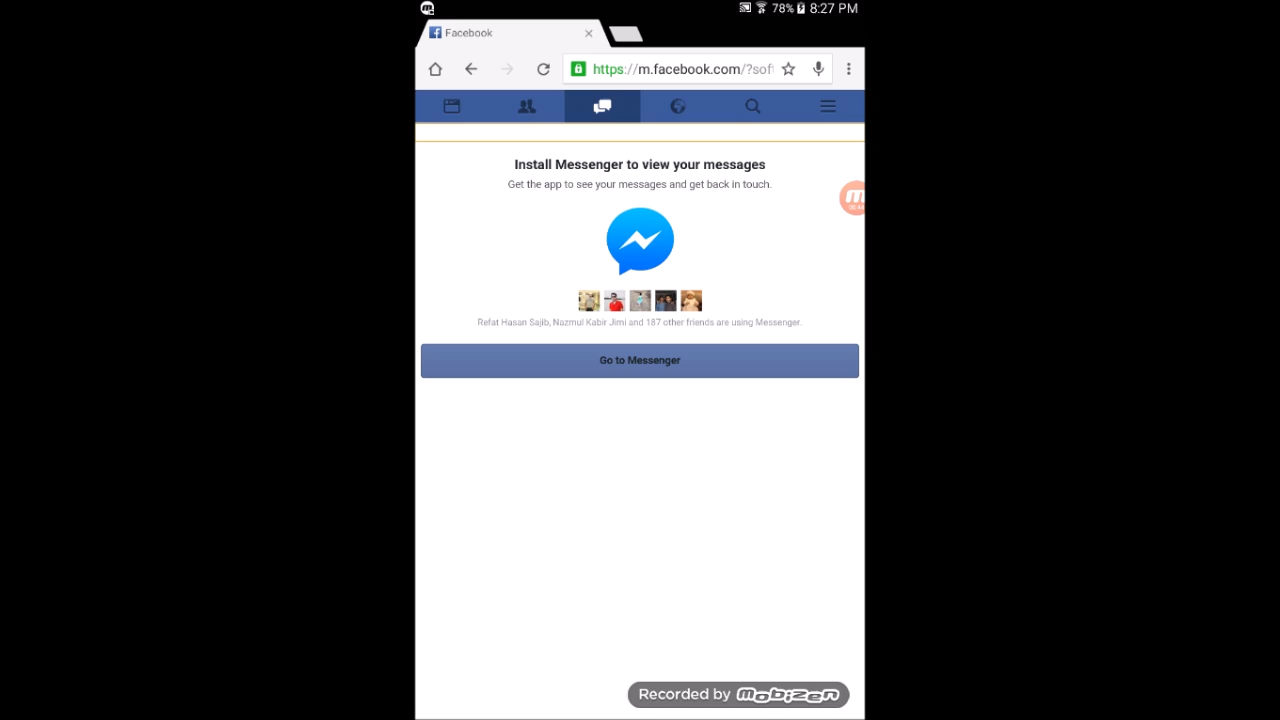 78% 8:27 PM
Facebook
https://m.facebook.com/?sof
Install Messenger to view your messages
Get the app to see your messages and get back in touch.
Refat Hasan Sajib, Nazmul Kabir Jimi and 187 other friends are using Messenger.
Go to Messenger
Recorded by mobizen